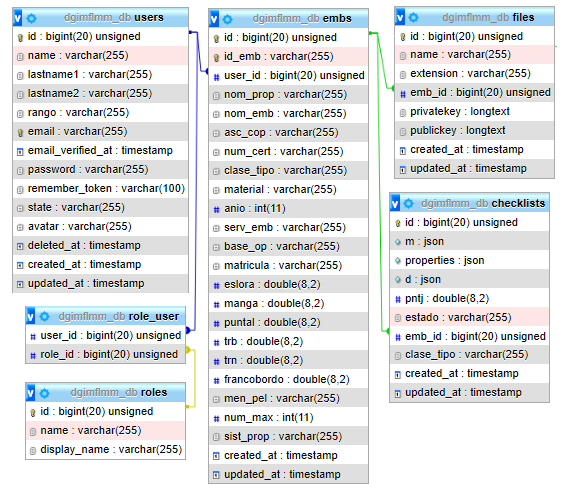 v dgimflmm_db users
id : bigint(20) unsigned
name : varchar(255)
lastname1 : varchar(255)
lastname2 : varchar(255)
rango : varchar(255)
email : varchar(255)
email_verified_at : timestamp
password : varchar(255)
remember_token : varchar(100)
state : varchar(255)
avatar : varchar(255)
deleted_at : timestamp
created_at : timestamp
updated_at : timestamp
v dgimflmm_db role_user
user_id : bigint(20) unsigned
role_id : bigint(20) unsigned
v dgimflmm_db roles
id : bigint(20) unsigned
name : varchar(255)
display_name : varchar(255)
v dgimflmm_db embs
id : bigint(20) unsigned
id_emb : varchar(255)
user_id : bigint(20) unsigned
nom_prop : varchar(255)
nom_emb : varchar(255)
asc_cop : varchar(255)
num_cert : varchar(255)
clase_tipo : varchar(255)
material : varchar(255)
anio : int(11)
serv_emb : varchar(255)
base_op : varchar(255)
matricula : varchar(255)
eslora : double(8,2)
manga : double(8,2)
puntal : double(8,2)
trb : double(8,2)
trn : double(8,2)
francobordo : double(8,2)
men_pel : varchar(255)
num_max : int(11)
sist_prop : varchar(255)
created_at : timestamp
updated_at : timestamp
v dgimflmm_db files
id : bigint(20) unsigned
name : varchar(255)
extension : varchar(255)
emb_id : bigint(20) unsigned
privatekey : longtext
publickey : longtext
created_at : timestamp
updated_at : timestamp
v dgimflmm_db checklists
id : bigint(20) unsigned
m : json
properties : json
d : json
pntj : double(8,2)
estado : varchar(255)
emb_id : bigint(20) unsigned
clase_tipo : varchar(255)
created_at : timestamp
updated_at : timestamp